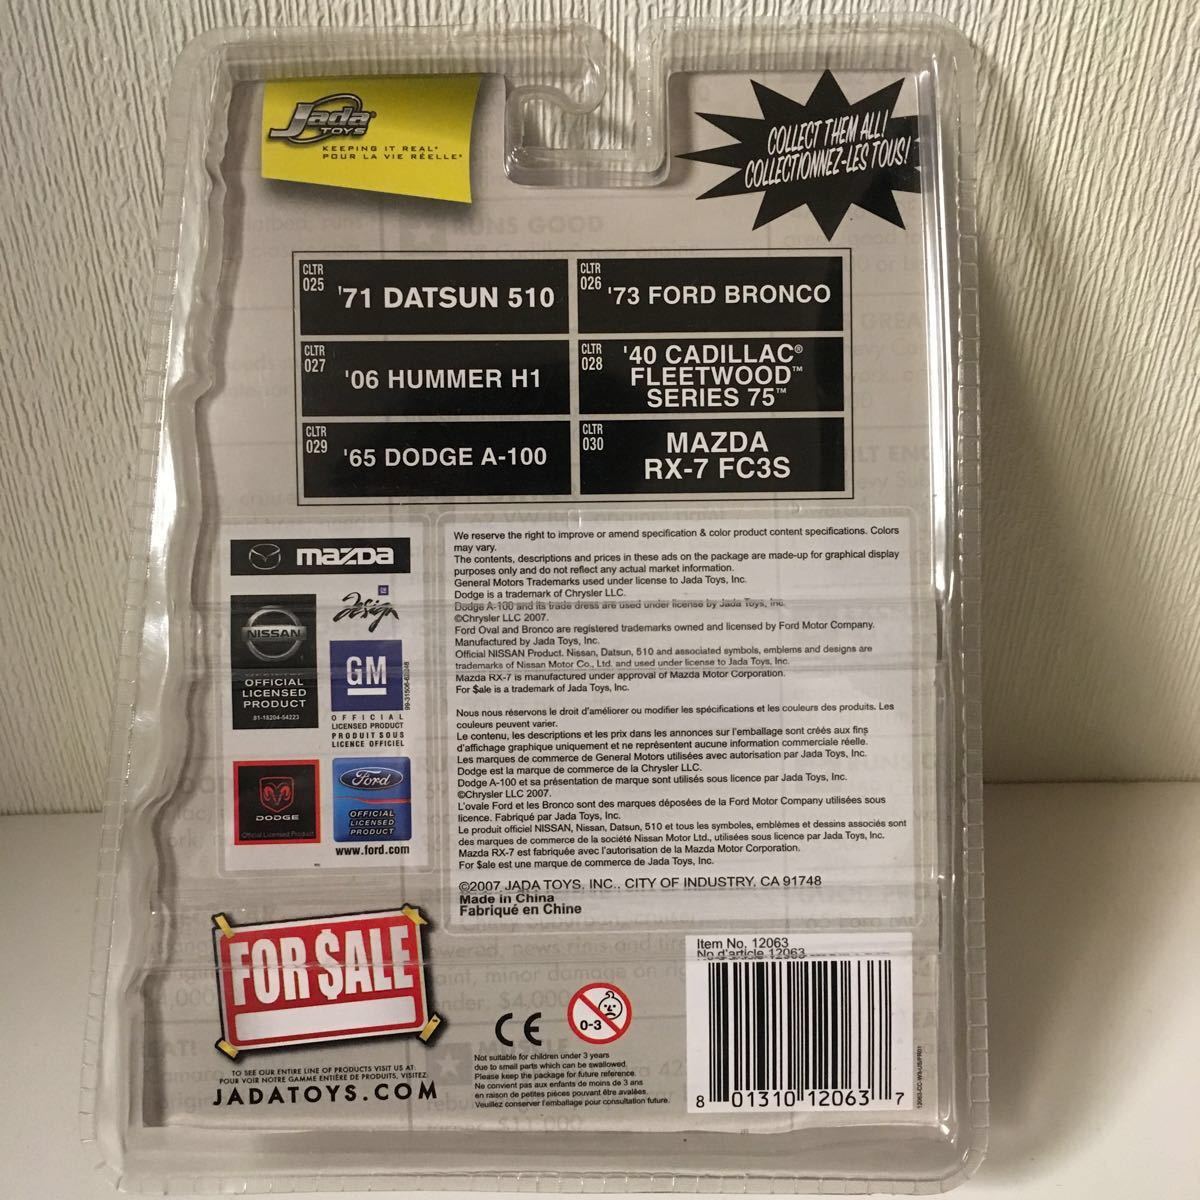 Jada
TOYS
KEEPING IT REAL
POUR LA VIE RÉELLE
COLLECT THEM ALL!
COLLECTIONNEZ-LES TOUS!
RUNS GOOD
CLTR 025 '71 DATSUN 510
CLTR 026 '73 FORD BRONCO
CLTR 027 '06 HUMMER H1
CLTR 028 '40 CADILLAC®
FLEETWOOD™
SERIES 75™
CLTR 029 '65 DODGE A-100
CLTR 030 MAZDA
RX-7 FC3S
mazda
NISSAN
OFFICIAL
LICENSED
PRODUCT
81-18204-54223
Design
GM
GM
OFFICIAL
LICENSED PRODUCT
PRODUIT SOUS
LICENCE OFFICIEL
DODGE
Official Licensed Product
Ford
OFFICIAL
LICENSED
PRODUCT
www.ford.com
We reserve the right to improve or amend specification & color product content specifications. Colors
may vary.
The contents, descriptions and prices in these ads on the package are made-up for graphical display
purposes only and do not reflect any actual market information.
General Motors Trademarks used under license to Jada Toys, Inc.
Dodge is a trademark of Chrysler LLC.
Dodge A-100 and its trade dress are used under license by Jada Toys, Inc.
©Chrysler LLC 2007.
Ford Oval and Bronco are registered trademarks owned and licensed by Ford Motor Company.
Manufactured by Jada Toys, Inc.
Official NISSAN Product. Nissan, Datsun, 510 and associated symbols, emblems and designs are
trademarks of Nissan Motor Co., Ltd. and used under license to Jada Toys, Inc.
Mazda RX-7 is manufactured under approval of Mazda Motor Corporation.
For $ale is a trademark of Jada Toys, Inc.
Nous nous réservons le droit d'améliorer ou modifier les spécifications et les couleurs des produits. Les
couleurs peuvent varier.
Le contenu, les descriptions et les prix dans les annonces sur l'emballage sont créés aux fins
d'affichage graphique uniquement et ne représentent aucune information commerciale réelle.
Les marques de commerce de General Motors utilisées avec autorisation par Jada Toys, Inc.
Dodge est la marque de commerce de la Chrysler LLC.
Dodge A-100 et sa présentation de marque sont utilisés sous licence par Jada Toys, Inc.
©Chrysler LLC 2007.
L'ovale Ford et les Bronco sont des marques déposées de la Ford Motor Company utilisées sous
licence. Fabriqué par Jada Toys, Inc.
Le produit officiel NISSAN, Nissan, Datsun, 510 et tous les symboles, emblèmes et dessins associés sont
des marques de commerce de la société Nissan Motor Ltd., utilisées sous licence par Jada Toys, Inc.
Mazda RX-7 est fabriquée avec l'autorisation de la Mazda Motor Corporation.
For $ale est une marque de commerce de Jada Toys, Inc.
©2007 JADA TOYS, INC., CITY OF INDUSTRY, CA 91748
Made in China
Fabriqué en Chine
FOR $ALE
TO SEE OUR ENTIRE LINE OF PRODUCTS VISIT US AT:
POUR VOIR NOTRE GAMME ENTIÈRE DE PRODUITS, VISITEZ:
JADATOYS.COM
CE
0-3
Not suitable for children under 3 years
due to small parts which can be swallowed.
Please keep the package for future reference.
Ne convient pas aux enfants de moins de 3 ans
en raison de petites pièces pouvant être avalées.
Veuillez conserver l'emballage pour consultation future.
Item No. 12063
No d'article 12063
8 01310 12063 7
12063-CC-W9-US/FR01